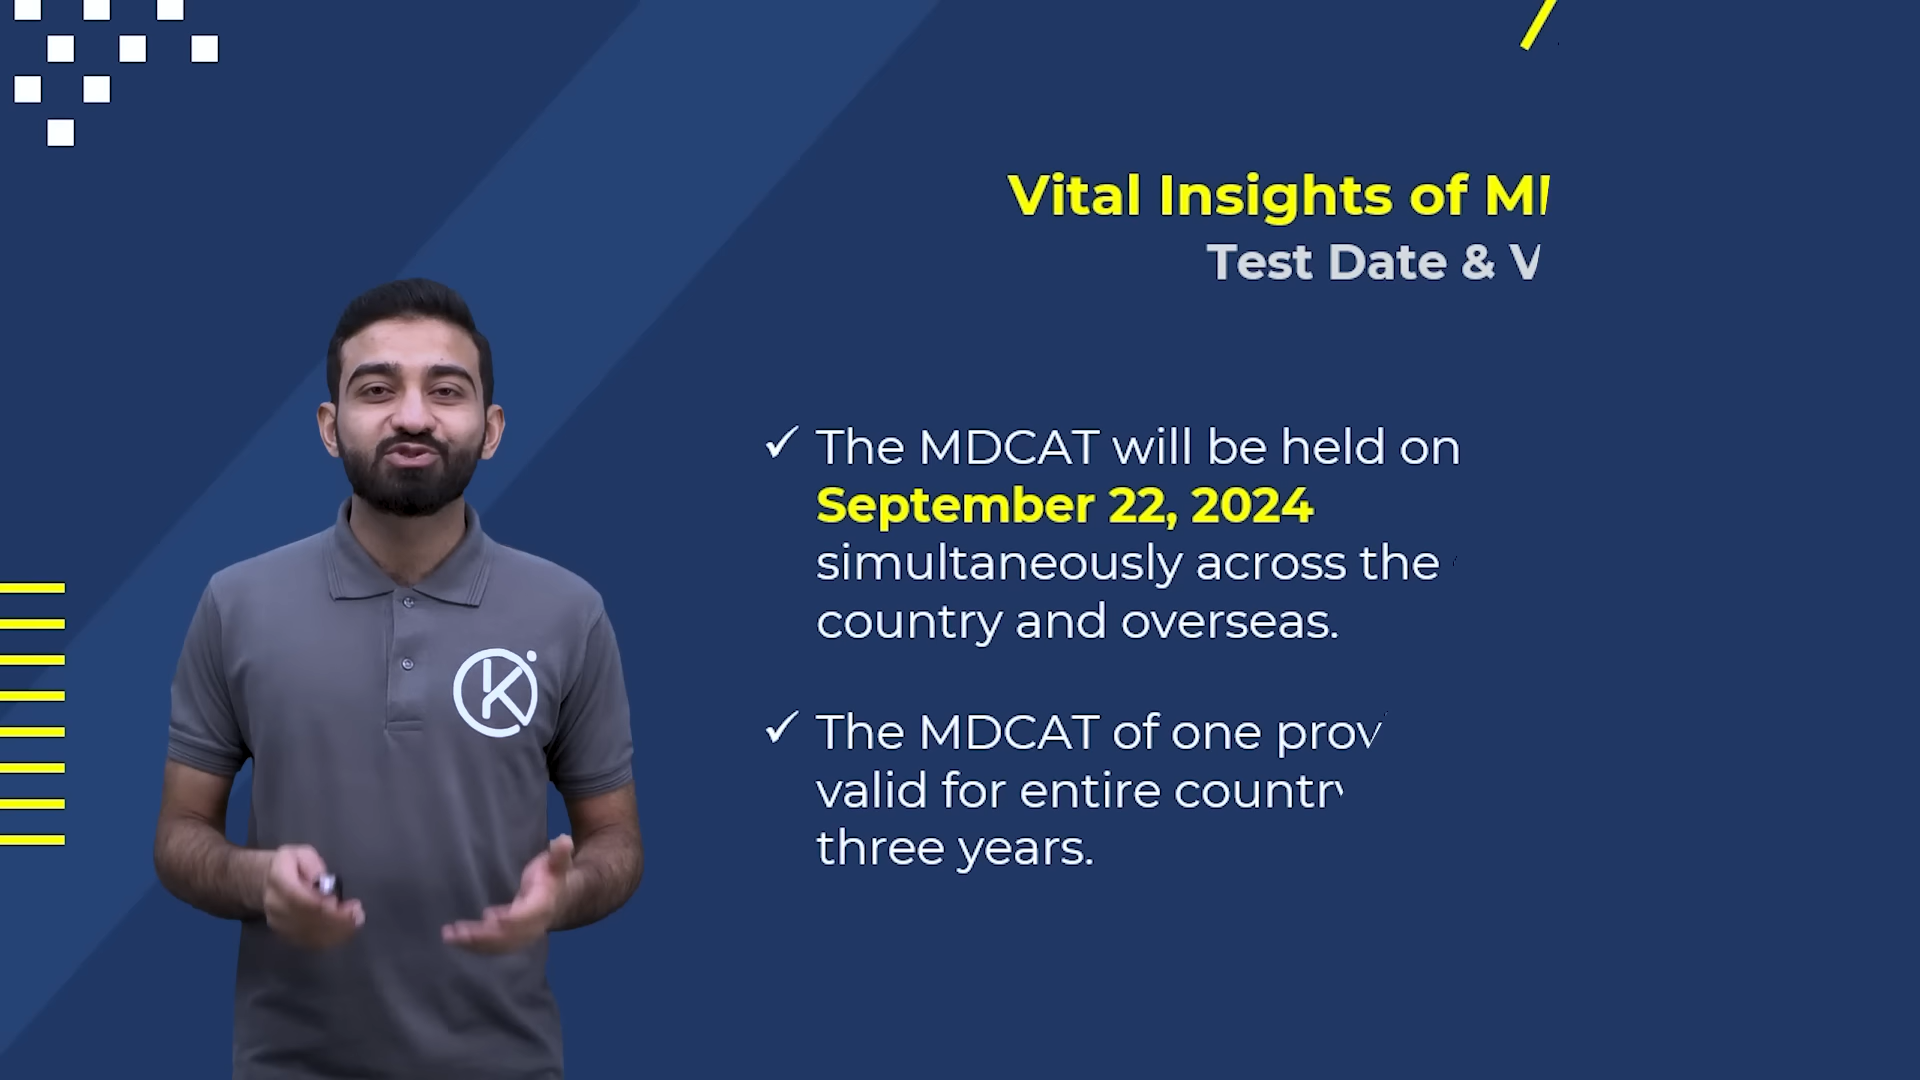 Vital Insights of
Test Date &
✓ The MDCAT will be held on
September 22, 2024
simultaneously across the
country and overseas.
✓ The MDCAT of one
valid for entire
three years.